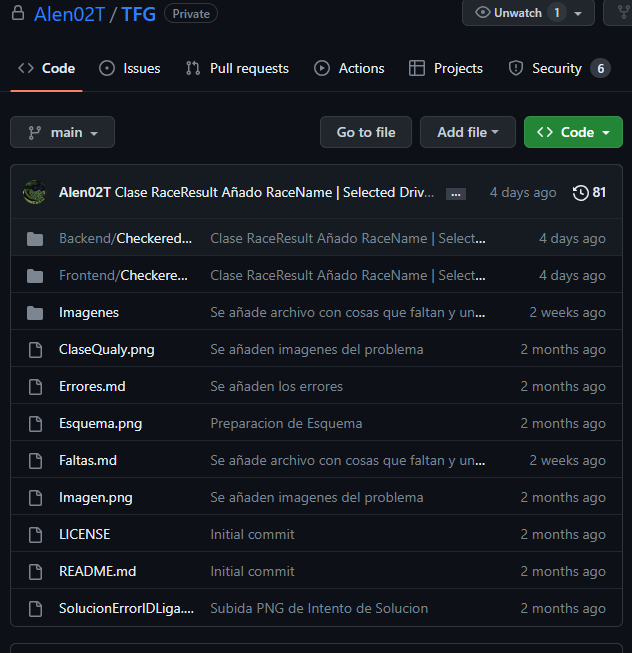 Alen02T / TFG Private
Unwatch 1
Code Issues Pull requests Actions Projects Security 6
main Go to file Add file Code
Alen02T Clase RaceResult Añado RaceName | Selected Driv... ... 4 days ago 81
Backend/Checkered... Clase RaceResult Añado RaceName | Select... 4 days ago
Frontend/Checkere... Clase RaceResult Añado RaceName | Select... 4 days ago
Imagenes Se añade archivo con cosas que faltan y un... 2 weeks ago
ClaseQualy.png Se añaden imagenes del problema 2 months ago
Errores.md Se añaden los errores 2 months ago
Esquema.png Preparacion de Esquema 2 months ago
Faltas.md Se añade archivo con cosas que faltan y un... 2 weeks ago
Imagen.png Se añaden imagenes del problema 2 months ago
LICENSE Initial commit 2 months ago
README.md Initial commit 2 months ago
SolucionErrorIDLiga.... Subida PNG de Intento de Solucion 2 months ago